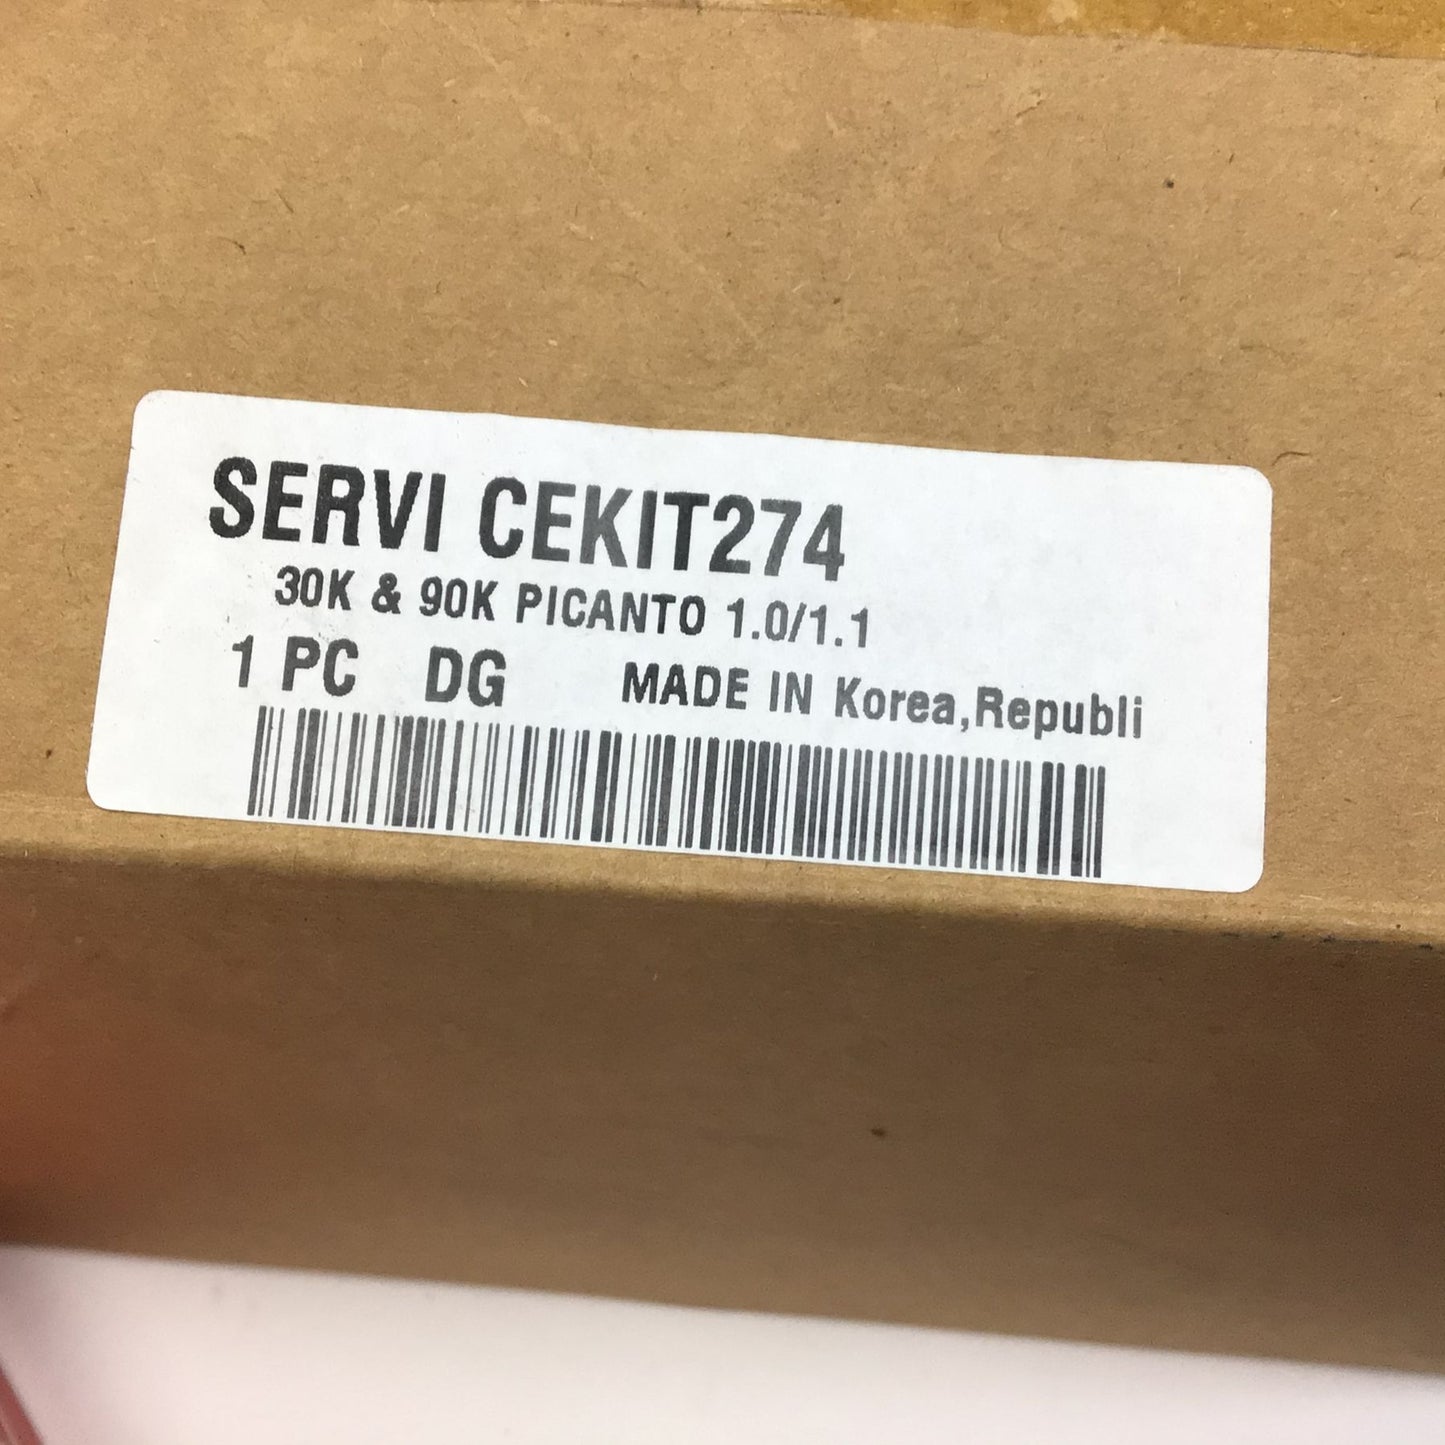 SERVI CEKIT274
30K & 90K PICANTO 1.0/1.1
1 PC DG MADE IN Korea,Republi